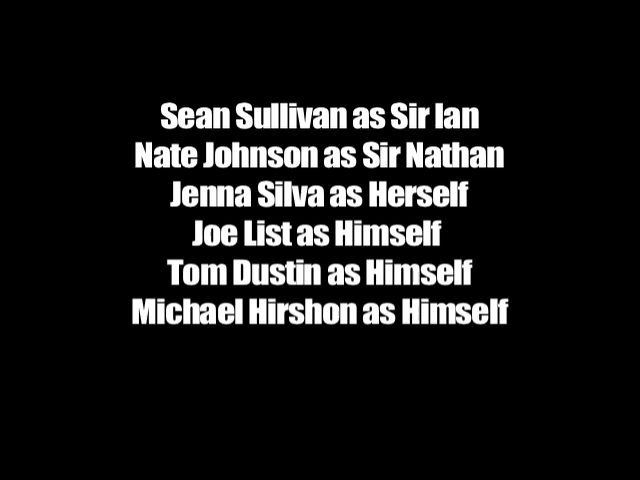 Sean Sullivan as Sir Ian
Nate Johnson as Sir Nathan
Jenna Silva as Herself
Joe List as Himself
Tom Dustin as Himself
Michael Hirshon as Himself